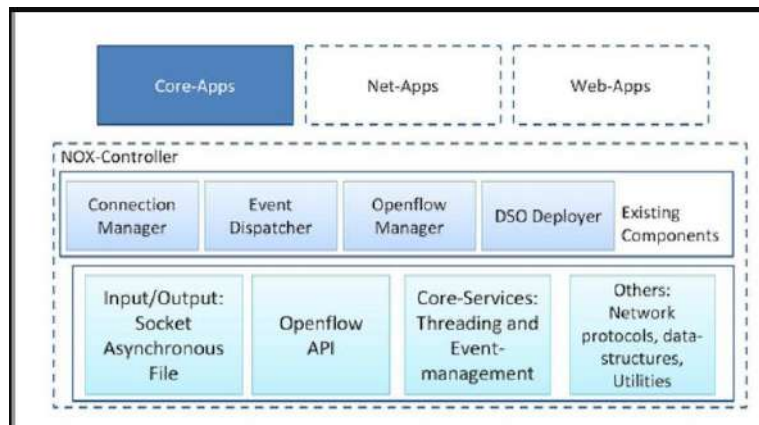 Core-Apps
Net-Apps
Web-Apps
NOX-Controller
Connection
Manager
Event
Dispatcher
Openflow
Manager
DSO Deployer
Existing
Components
Input/Output:
Socket
Asynchronous
File
Openflow
API
Core-Services:
Threading and
Event-
management
Others:
Network
protocols, data-
structures,
Utilities